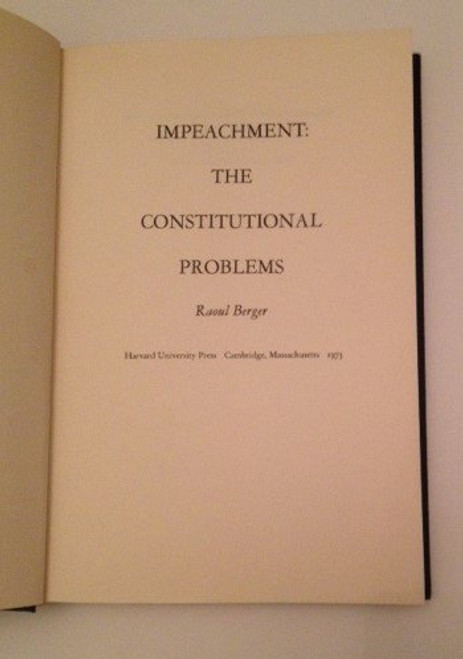 IMPEACHMENT:
THE
CONSTITUTIONAL
PROBLEMS
Raoul Berger
Harvard University Press Cambridge, Massachusetts 1973